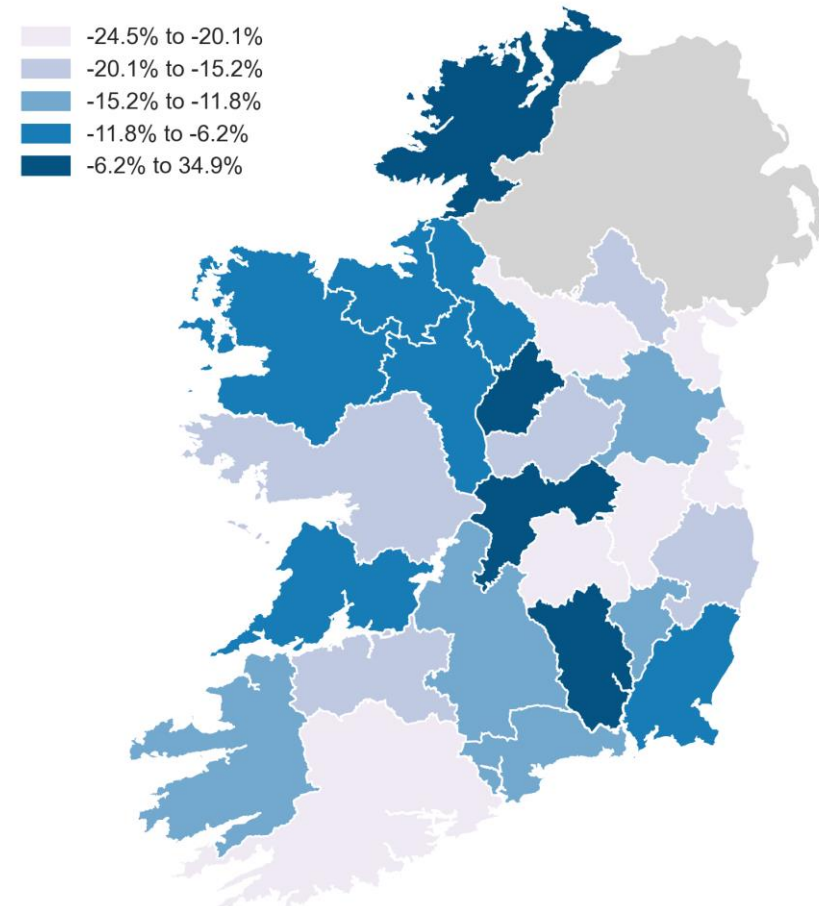 -24.5% to -20.1%
-20.1% to -15.2%
-15.2% to -11.8%
-11.8% to -6.2%
-6.2% to 34.9%